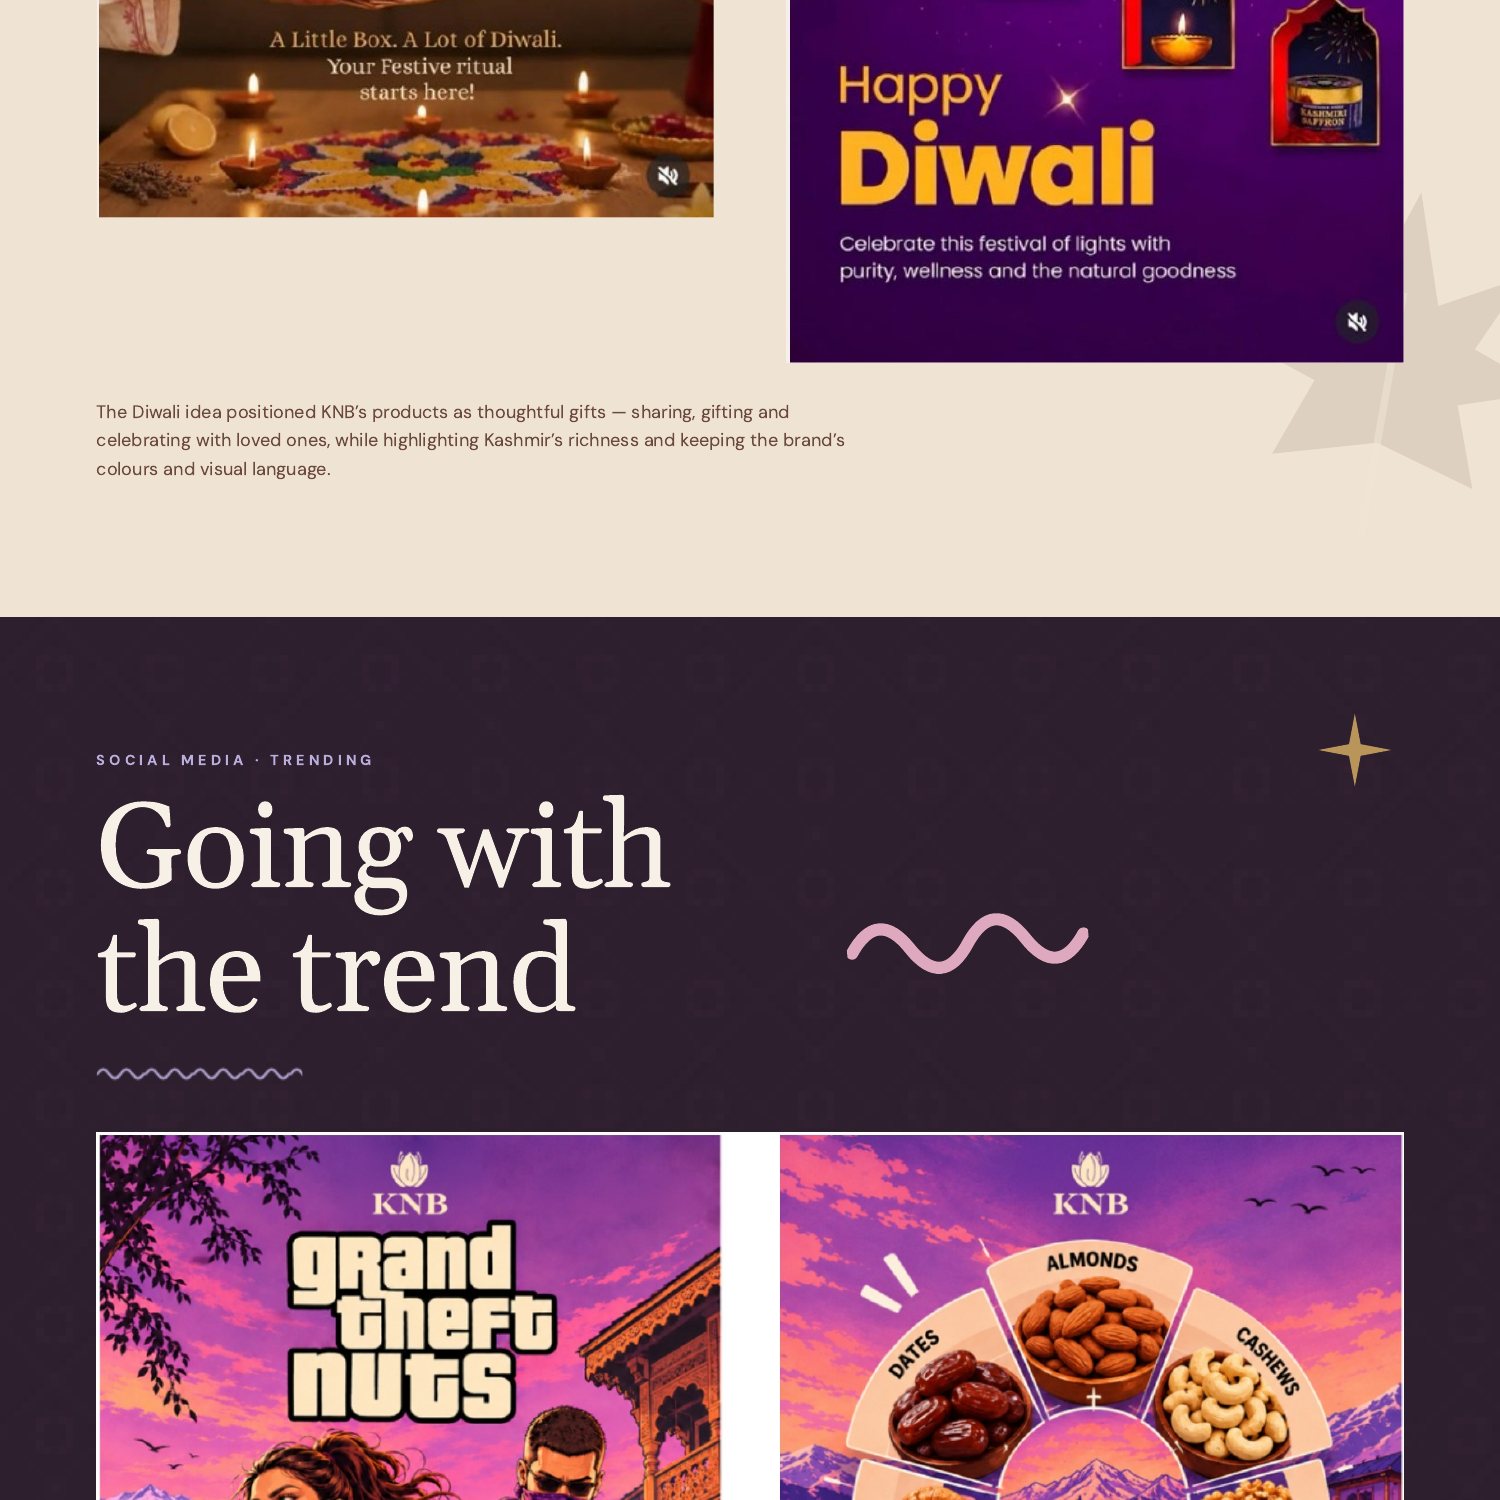 A Little Box. A Lot of Diwali.
Your Festive ritual
starts here!
KASHMIRI
SAFFRON
Happy
Diwali
Celebrate this festival of lights with
purity, wellness and the natural goodness
The Diwali idea positioned KNB’s products as thoughtful gifts — sharing, gifting and
celebrating with loved ones, while highlighting Kashmir’s richness and keeping the brand’s
colours and visual language.
SOCIAL MEDIA · TRENDING
Going with
the trend
KNB
grand
theft
nuts
KNB
ALMONDS
DATES
CASHEWS